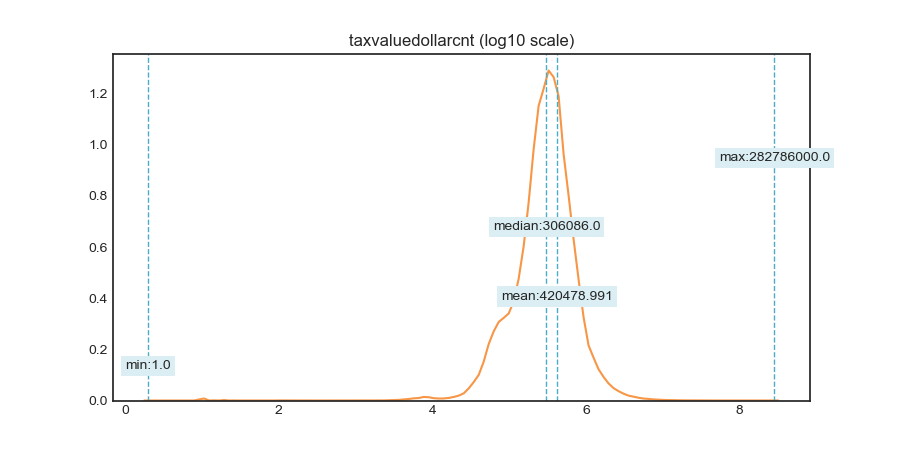 taxvaluedollarcnt (log10 scale)
1.2
1.0
max:282786000.0
0.8
median:306086.0
0.6
mean:420478.991
0.4
0.2
min:1.0
0.0
0 2 4 6 8